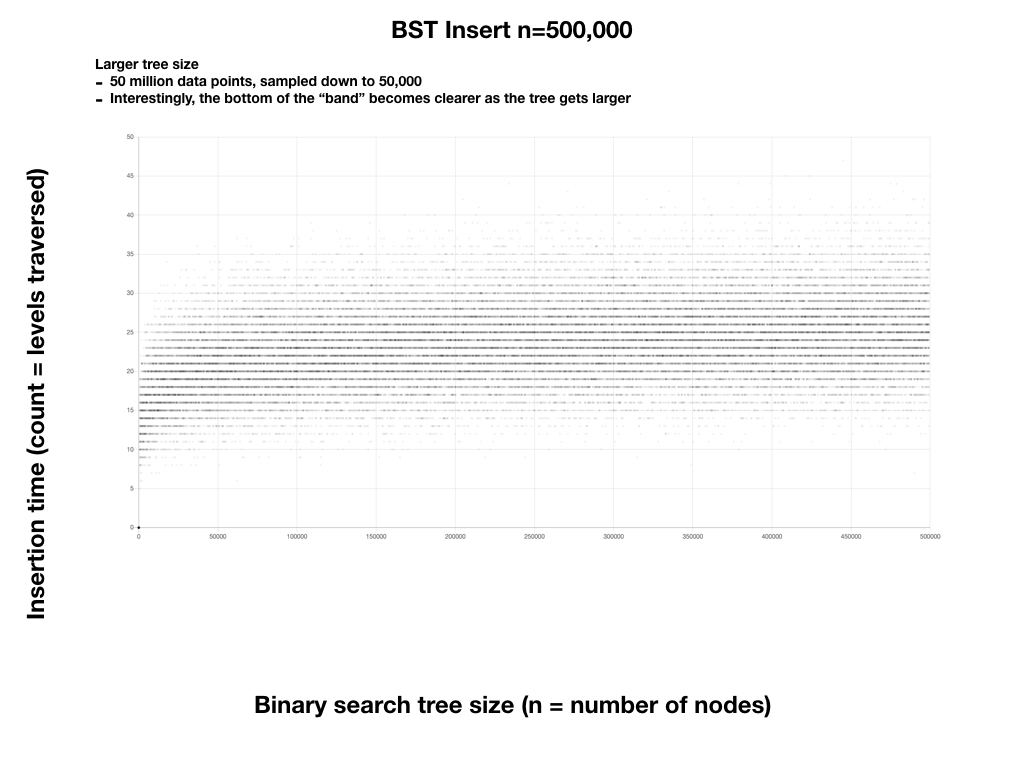 BST Insert n=500,000
Larger tree size
- 50 million data points, sampled down to 50,000
- Interestingly, the bottom of the “band” becomes clearer as the tree gets larger
Insertion time (count = levels traversed)
50
45
40
35
30
25
20
15
10
5
0
0 50000 100000 150000 200000 250000 300000 350000 400000 450000 500000
Binary search tree size (n = number of nodes)